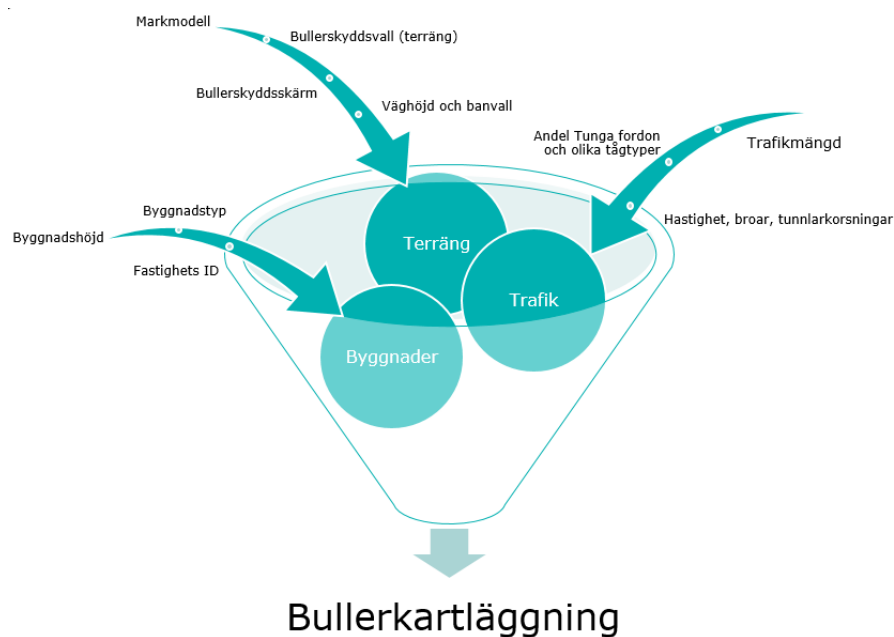 Markmodell
Bullerskyddsvall (terräng)
Bullerskyddsskärm
Väghöjd och banvall
Andel Tunga fordon
och olika tågtyper
Trafikmängd
Hastighet, broar, tunnlarkorsningar
Byggnadstyp
Byggnadshöjd
Fastighets ID
Terräng
Trafik
Byggnader
Bullerkartläggning